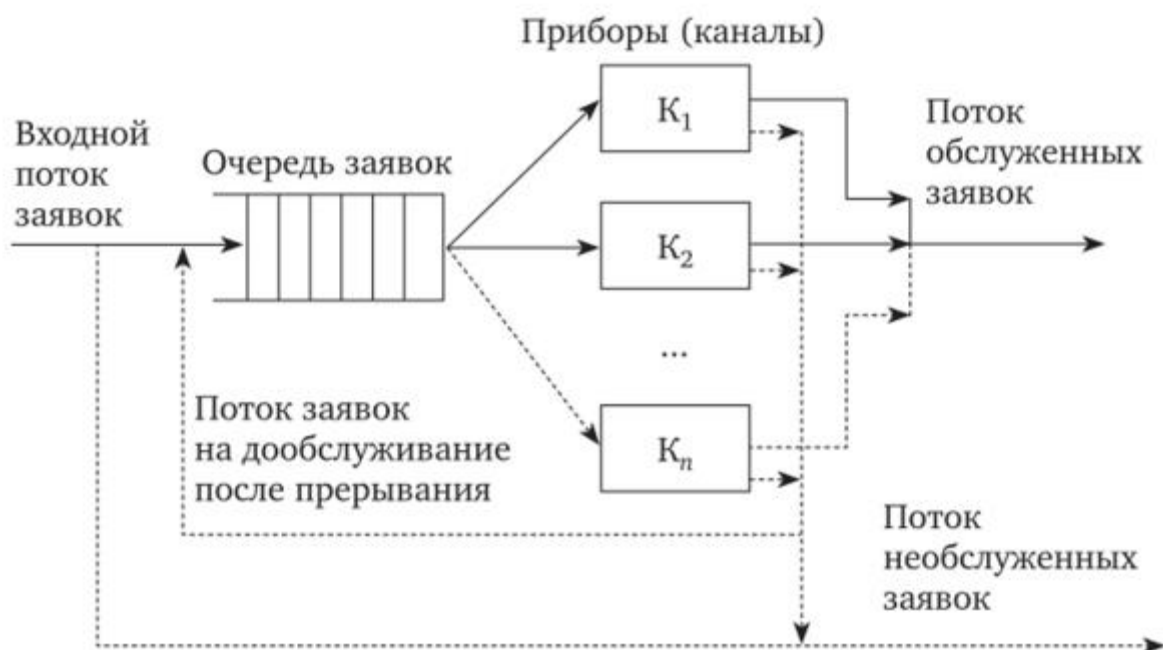 Приборы (каналы)
Входной
поток
заявок
Очередь заявок
К₁
К₂
...
Кₙ
Поток
обслуженных
заявок
Поток заявок
на дообслуживание
после прерывания
Поток
необслуженных
заявок